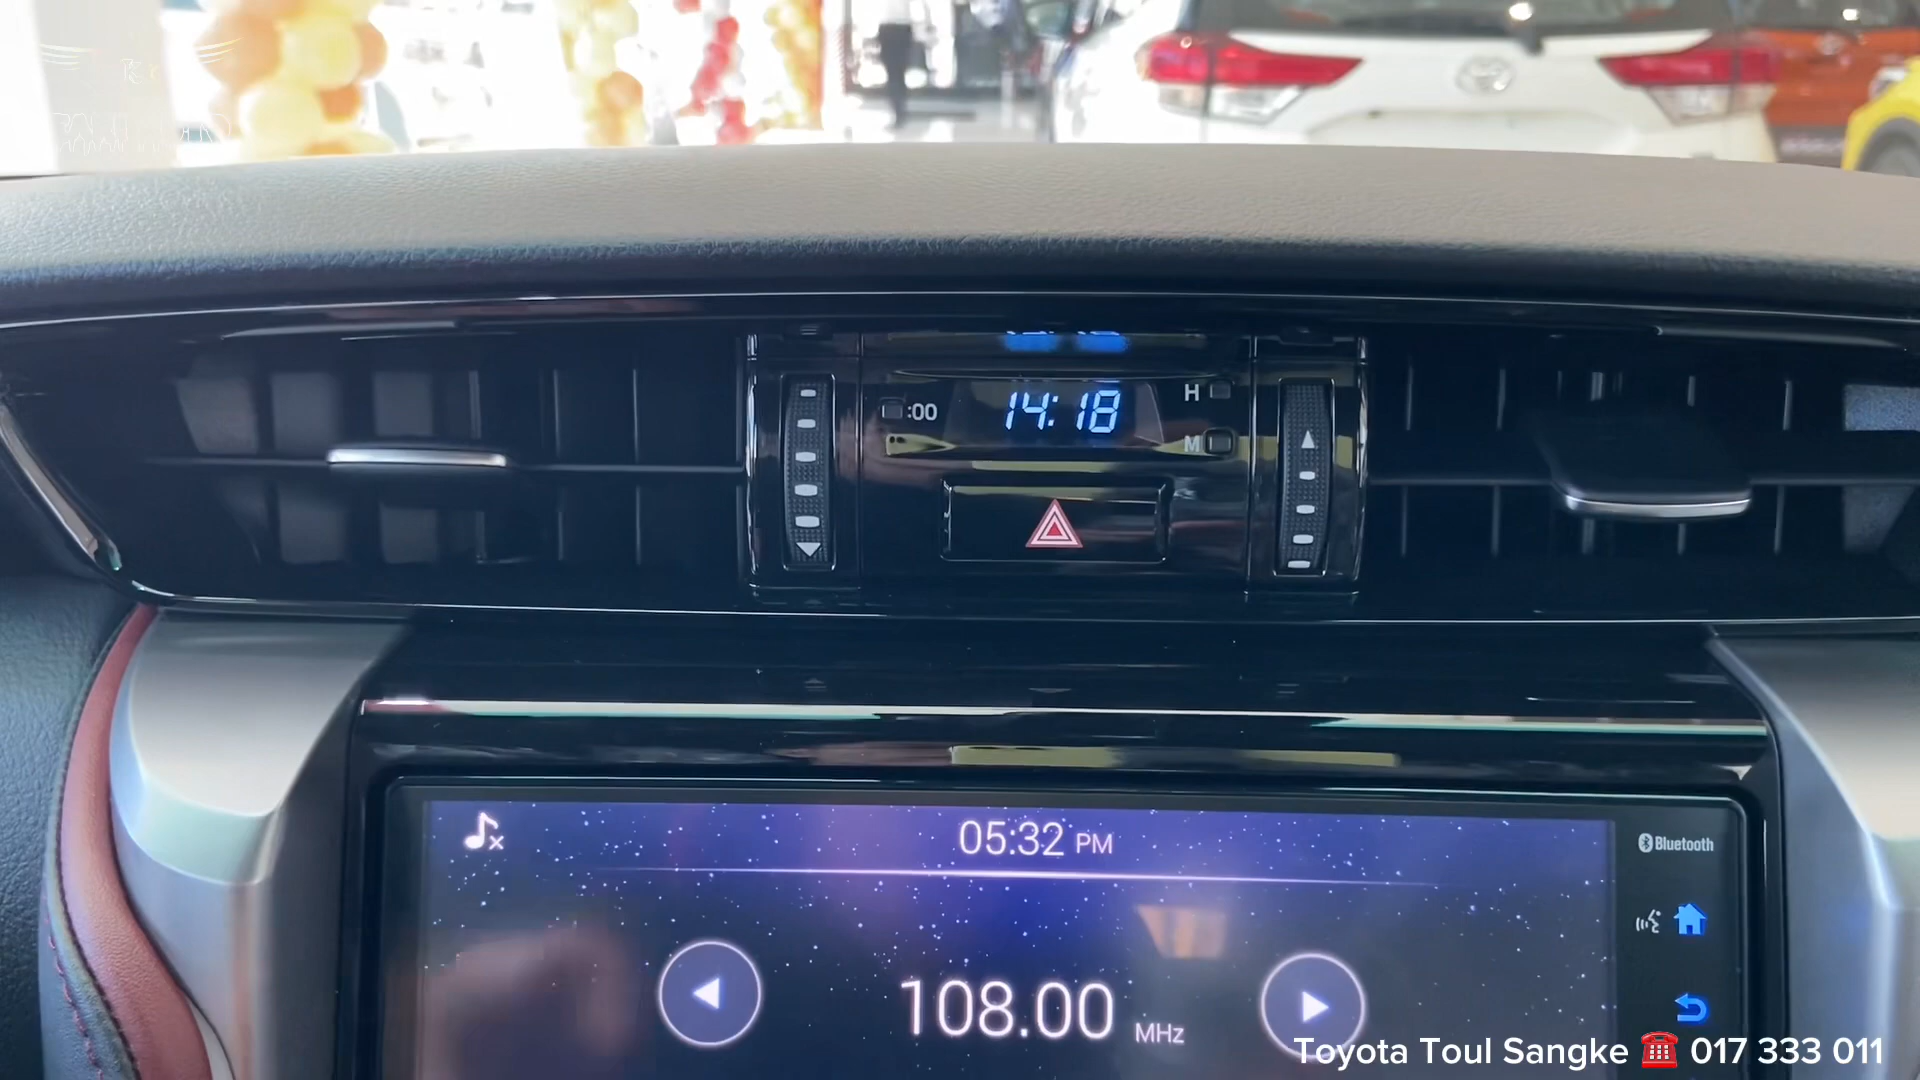 :00
14:18
H
M
05:32 PM
Bluetooth
108.00 MHz
Toyota Toul Sangke ☎️ 017 333 011